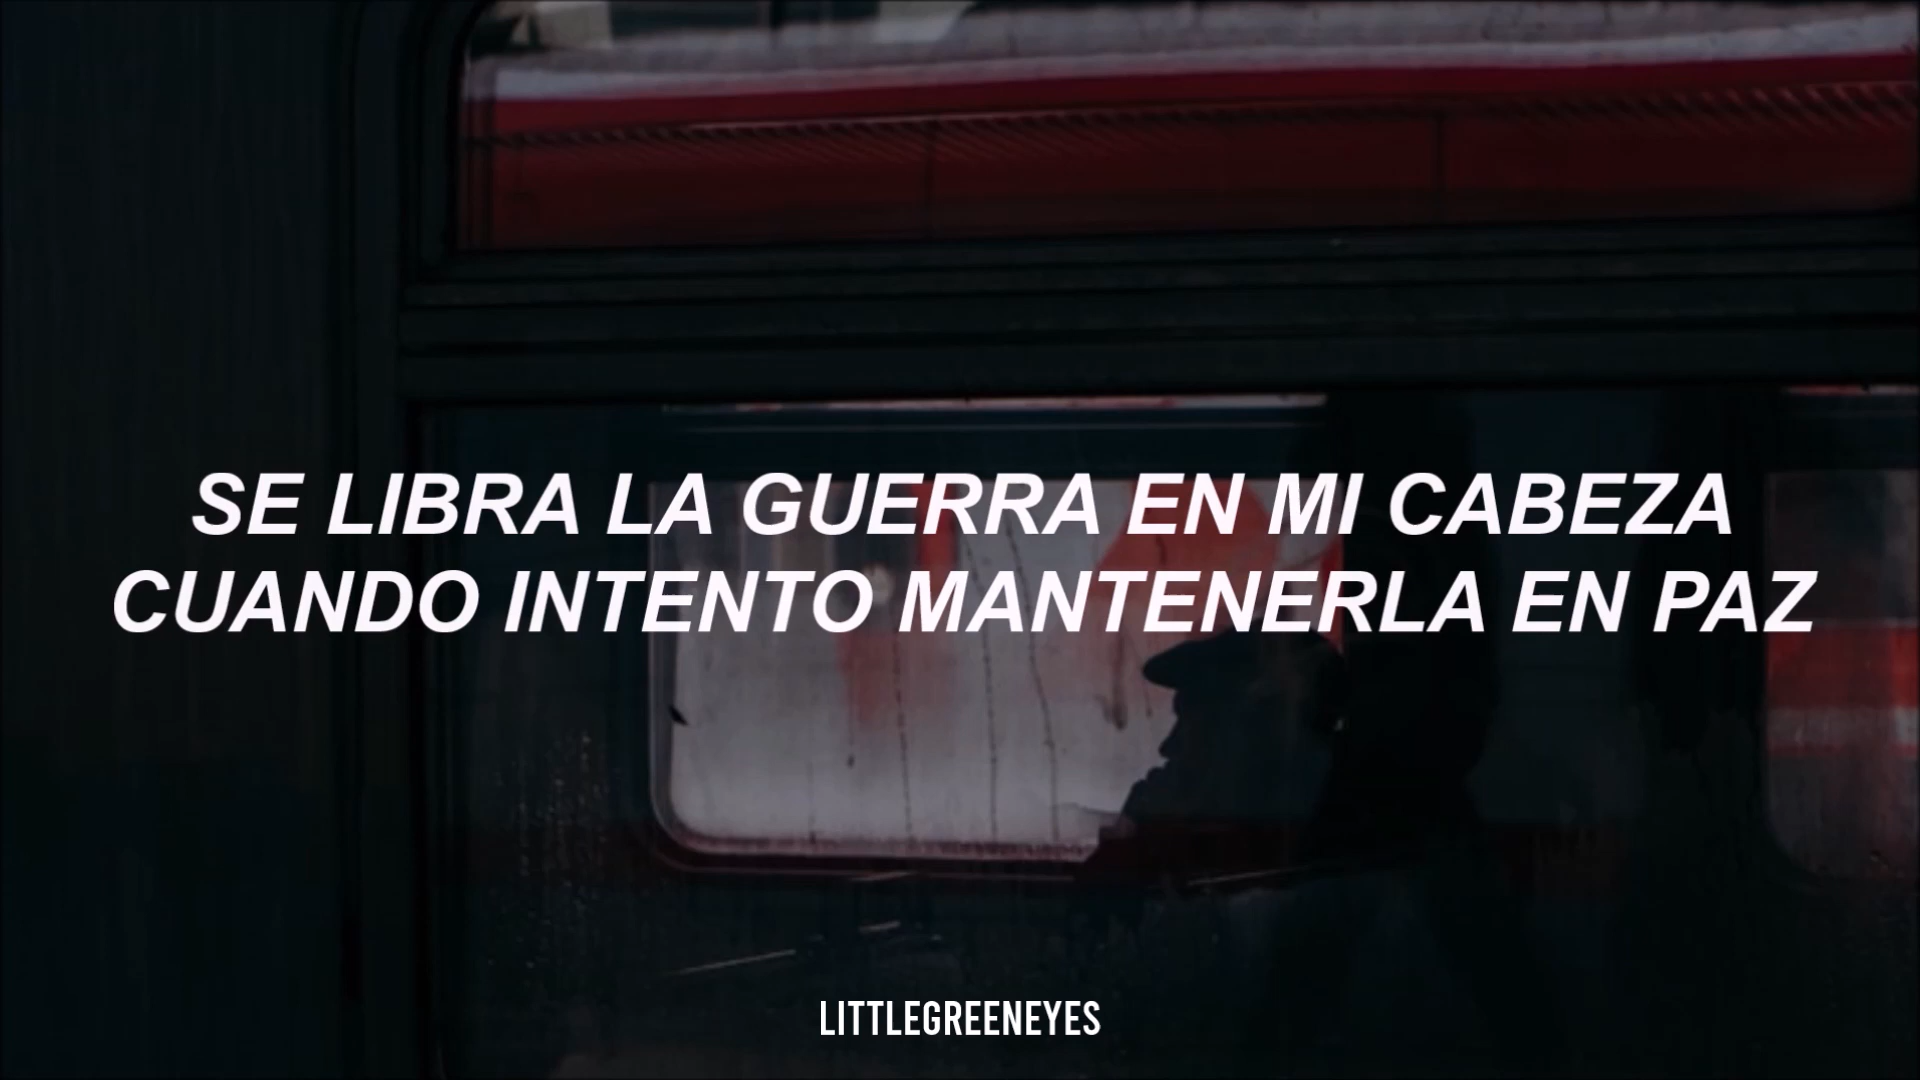 SE LIBRA LA GUERRA EN MI CABEZA
CUANDO INTENTO MANTENERLA EN PAZ
LITTLEGREENEYES